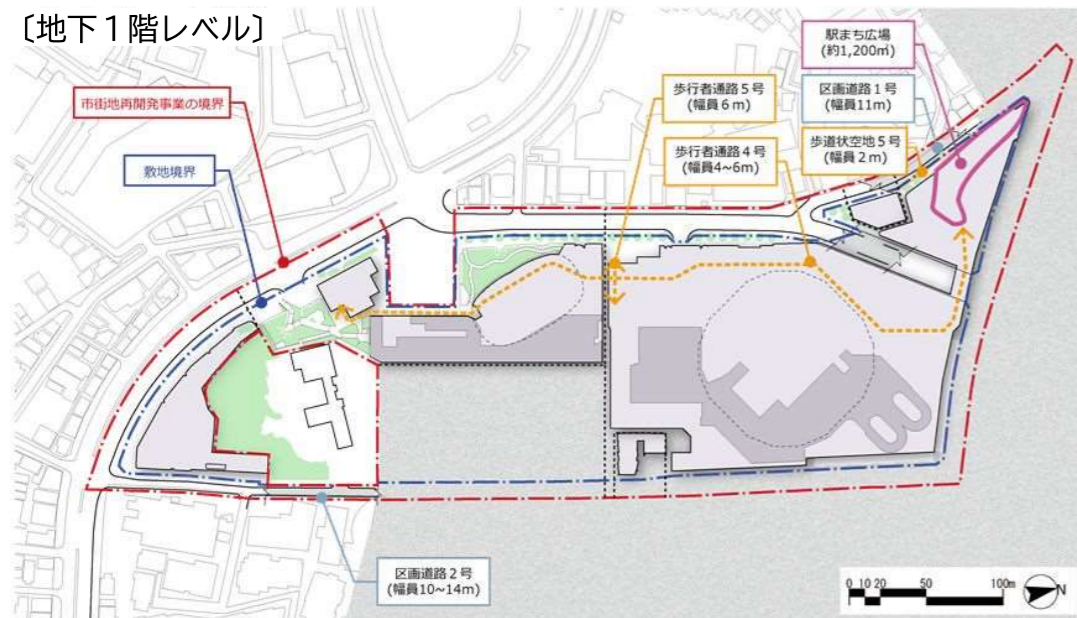 〔地下１階レベル〕
駅まち広場
(約1,200㎡)
市街地再開発事業の境界
歩行者通路５号
(幅員６ｍ)
区画道路１号
(幅員11m)
敷地境界
歩行者通路４号
(幅員4~6m)
歩道状空地５号
(幅員２ｍ)
区画道路２号
(幅員10~14m)
0 10 20 50 100m
N